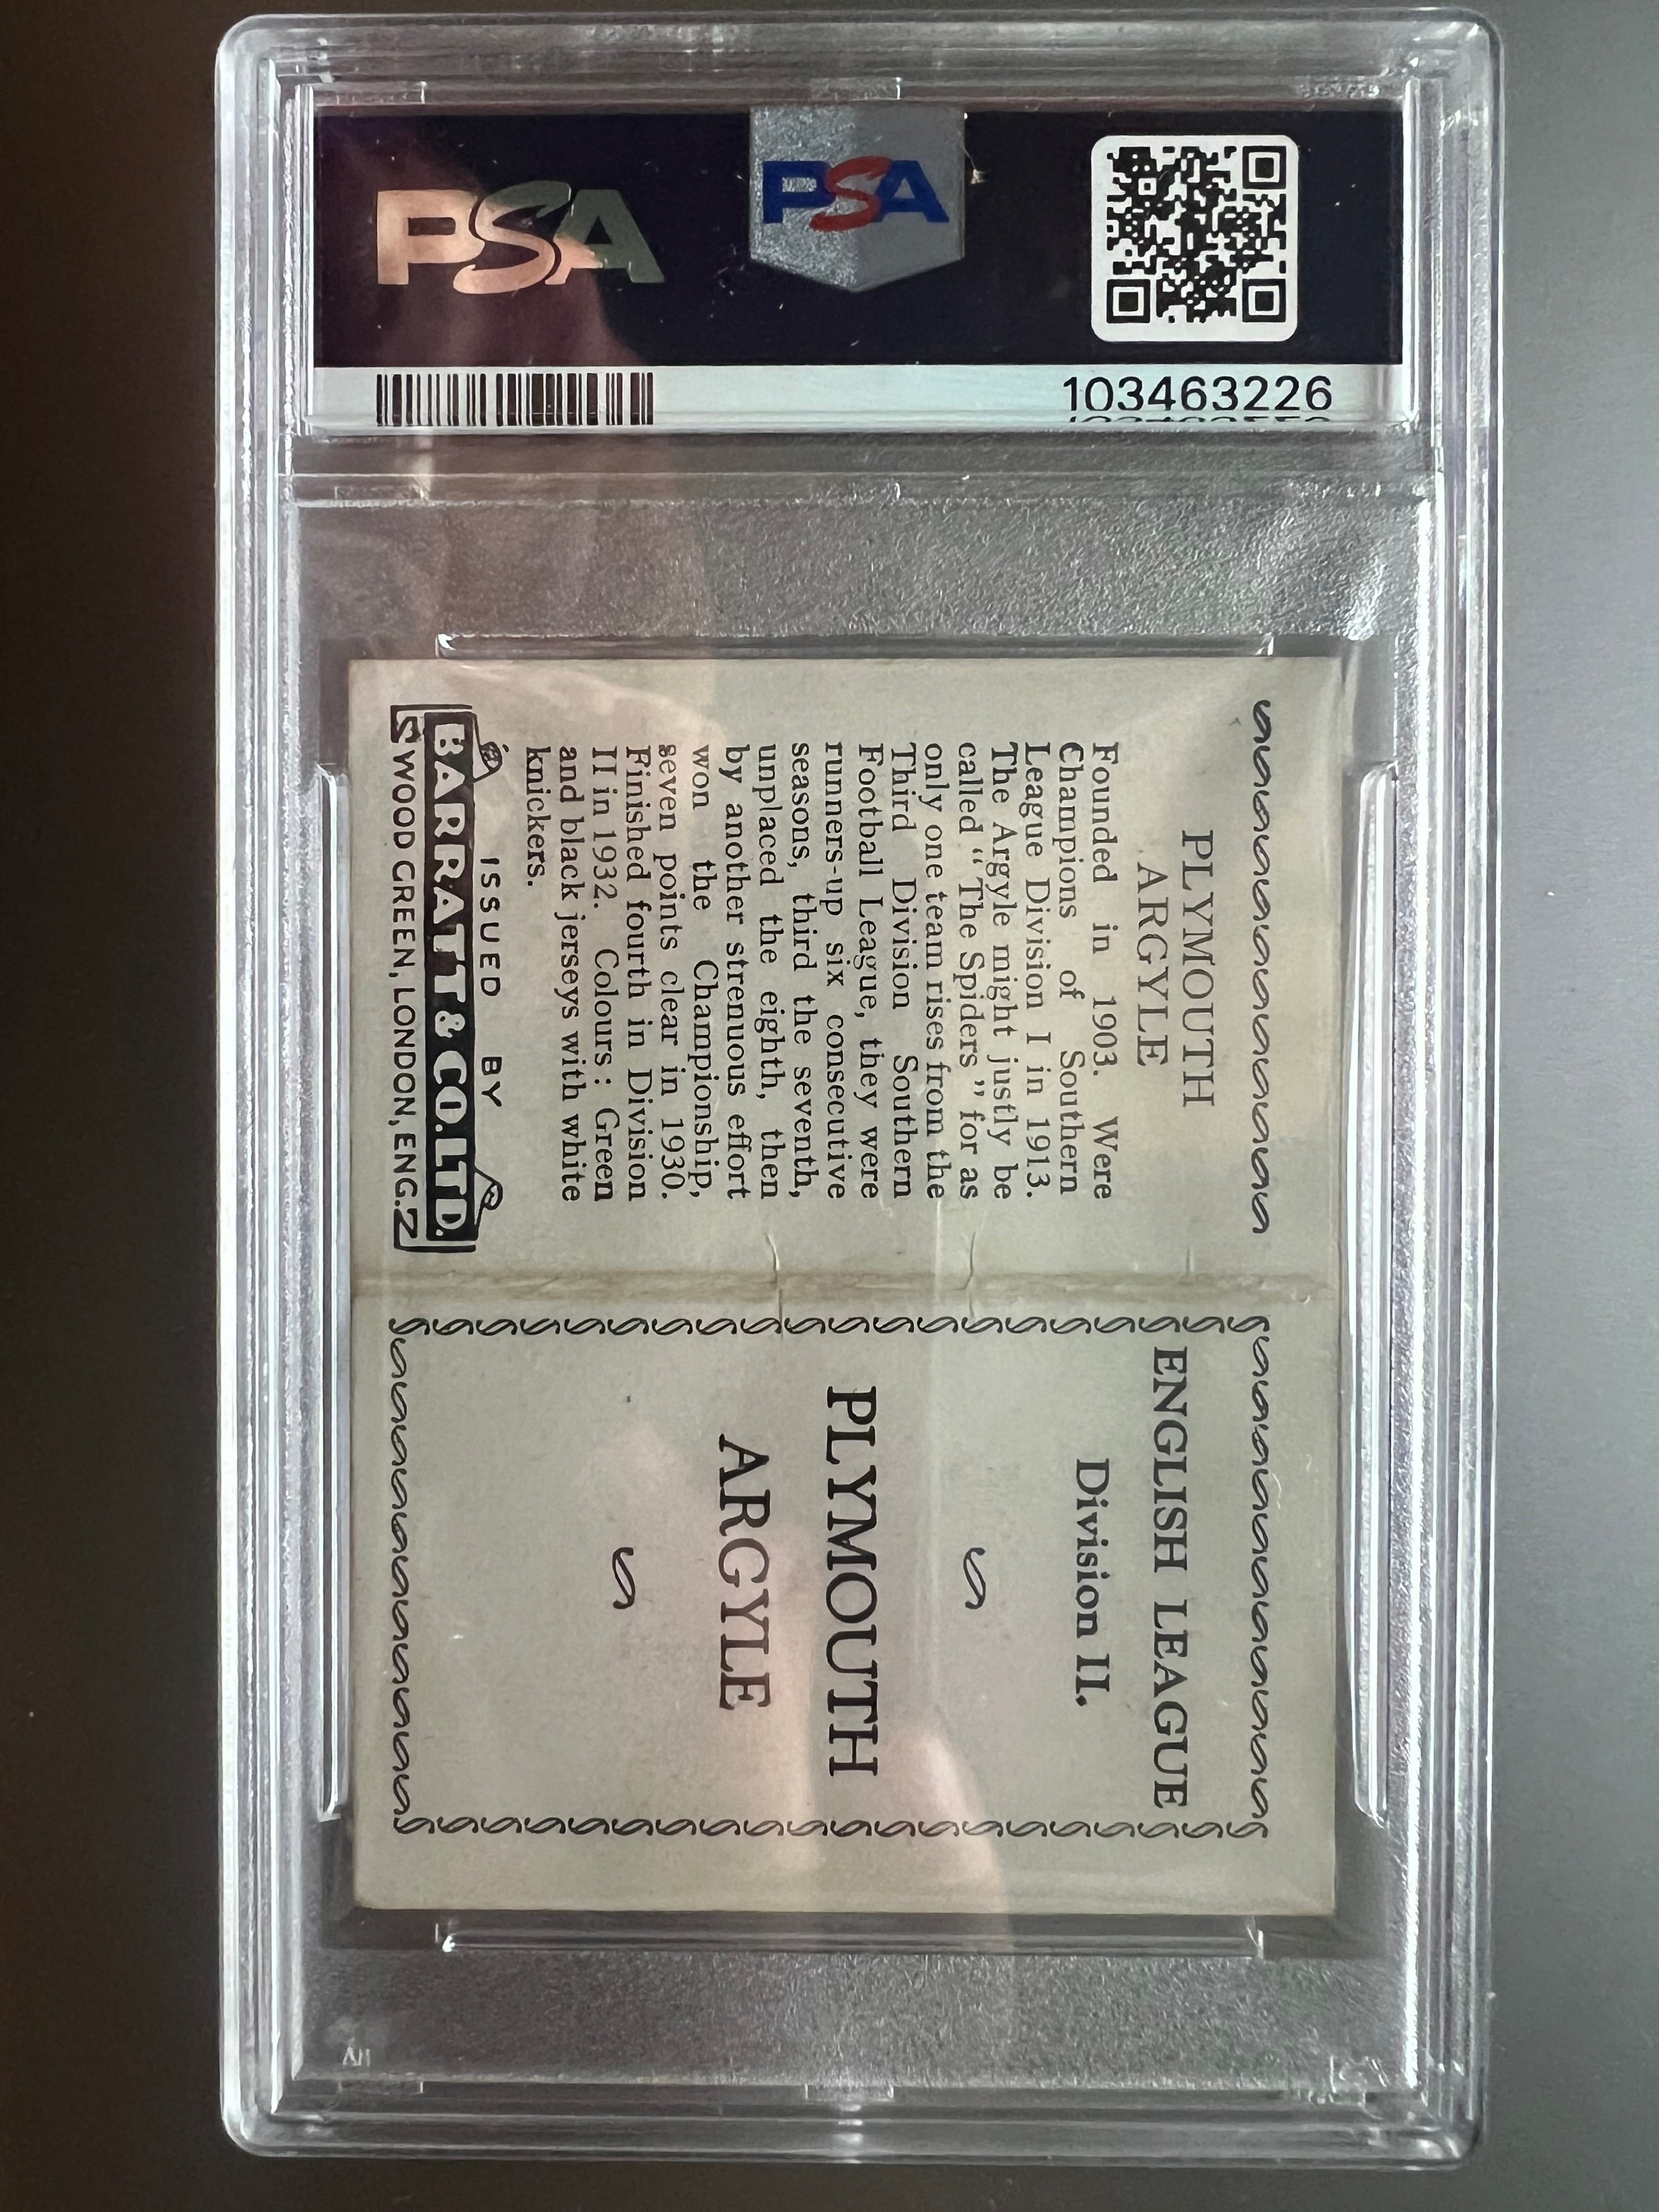 PSA
PSA
103463226
PLYMOUTH
ARGYLE
Founded in 1903. Were
Champions of Southern
League Division I in 1913.
The Argyle might justly be
called “The Spiders” for as
only one team rises from the
Third Division Southern
Football League, they were
runners-up six consecutive
seasons, third the seventh,
unplaced the eighth, then
by another strenuous effort
won the Championship,
seven points clear in 1930.
Finished fourth in Division
II in 1932. Colours: Green
and black jerseys with white
knickers.
ISSUED BY
BARRATT & CO. LTD.
WOOD GREEN, LONDON, ENG.
ENGLISH LEAGUE
Division II.
PLYMOUTH
ARGYLE